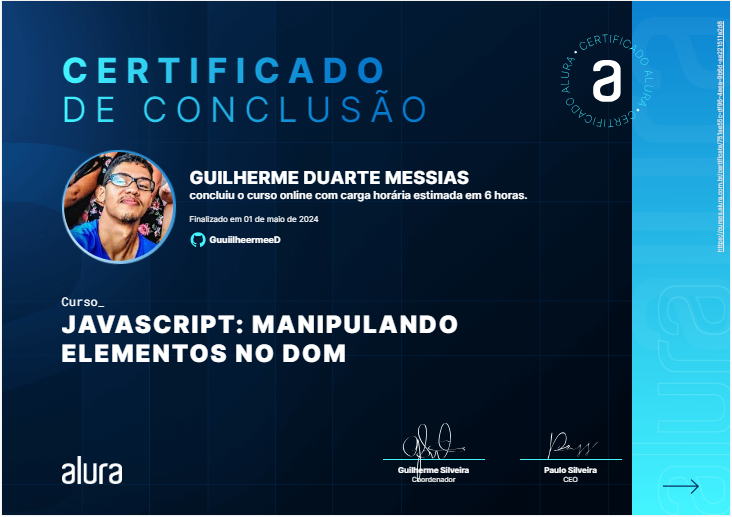 CERTIFICADO
DE CONCLUSÃO
CERTIFICADO ALURA • CERTIFICADO ALURA •
a
GUILHERME DUARTE MESSIAS
concluiu o curso online com carga horária estimada em 6 horas.
Finalizado em 01 de maio de 2024
GuuiilheermeeD
Curso_
JAVASCRIPT: MANIPULANDO
ELEMENTOS NO DOM
alura
Guilherme Silveira
Coordenador
Paulo Silveira
CEO
alura